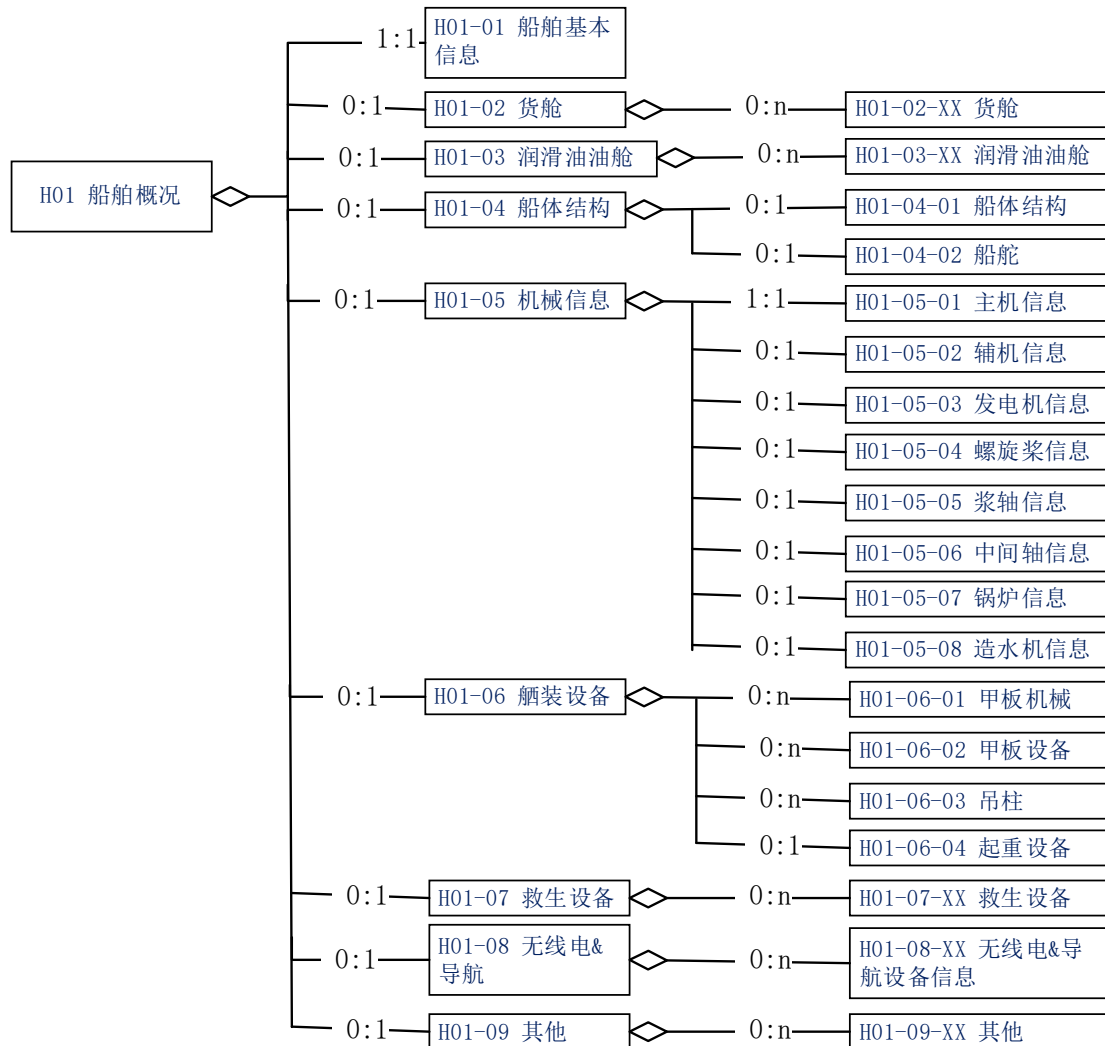 1:1
H01-01 船舶基本
信息
0:1
H01-02 货舱
0:n
H01-02-XX 货舱
0:1
H01-03 润滑油油舱
0:n
H01-03-XX 润滑油油舱
H01 船舶概况
0:1
H01-04 船体结构
0:1
H01-04-01 船体结构
0:1
H01-04-02 船舵
0:1
H01-05 机械信息
1:1
H01-05-01 主机信息
0:1
H01-05-02 辅机信息
0:1
H01-05-03 发电机信息
0:1
H01-05-04 螺旋桨信息
0:1
H01-05-05 浆轴信息
0:1
H01-05-06 中间轴信息
0:1
H01-05-07 锅炉信息
0:1
H01-05-08 造水机信息
0:1
H01-06 舾装设备
0:n
H01-06-01 甲板机械
0:n
H01-06-02 甲板设备
0:n
H01-06-03 吊柱
0:1
H01-06-04 起重设备
0:1
H01-07 救生设备
0:n
H01-07-XX 救生设备
0:1
H01-08 无线电&
导航
0:n
H01-08-XX 无线电&导
航设备信息
0:1
H01-09 其他
0:n
H01-09-XX 其他